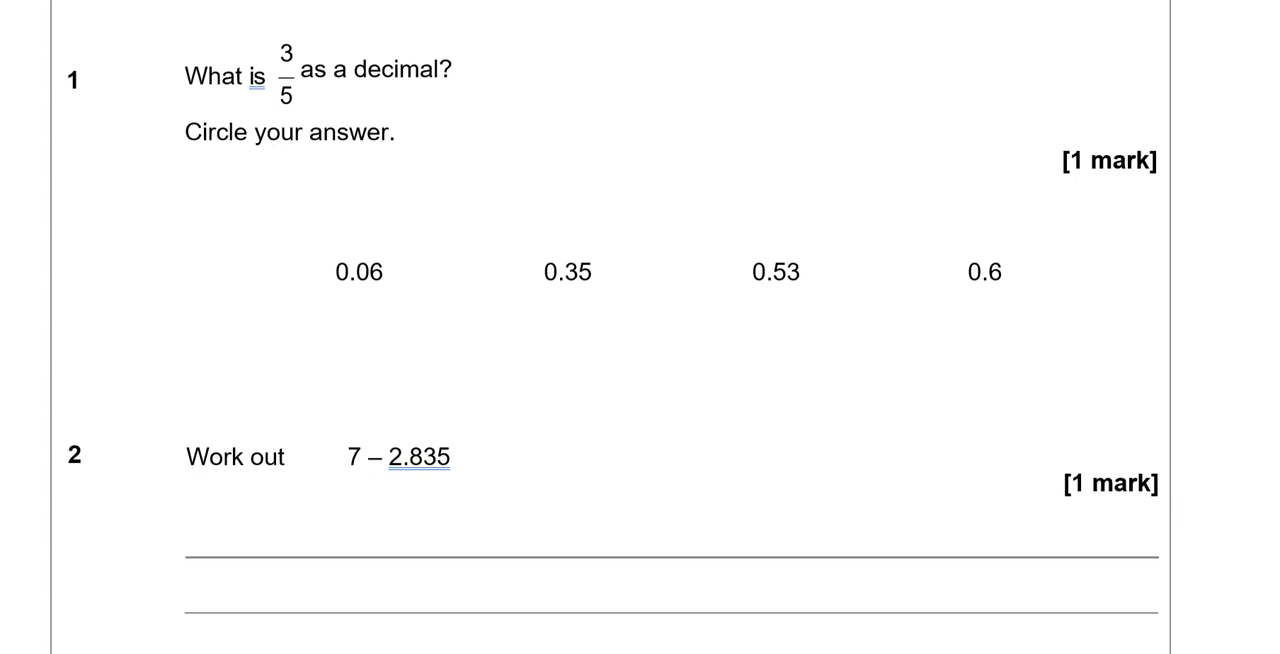 1 What is 3/5 as a decimal?
Circle your answer.
[1 mark]
0.06 0.35 0.53 0.6
2 Work out 7 – 2.835
[1 mark]